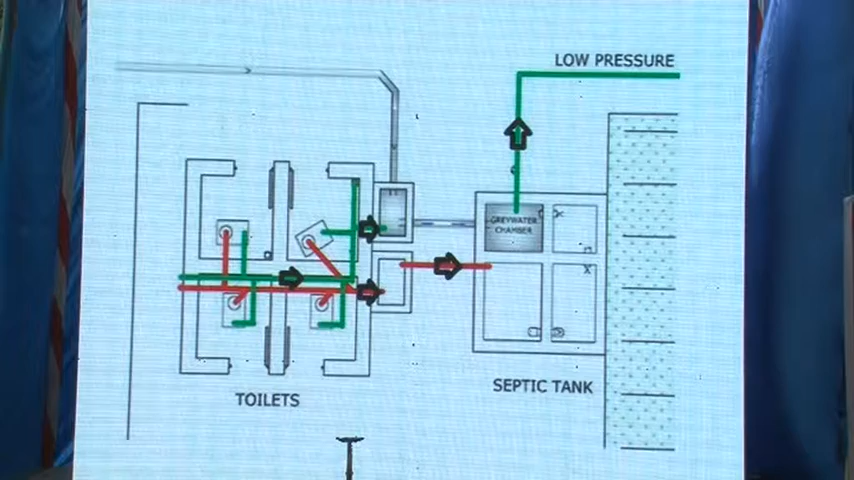 LOW PRESSURE
GREYWATER
CHAMBER
TOILETS
SEPTIC TANK